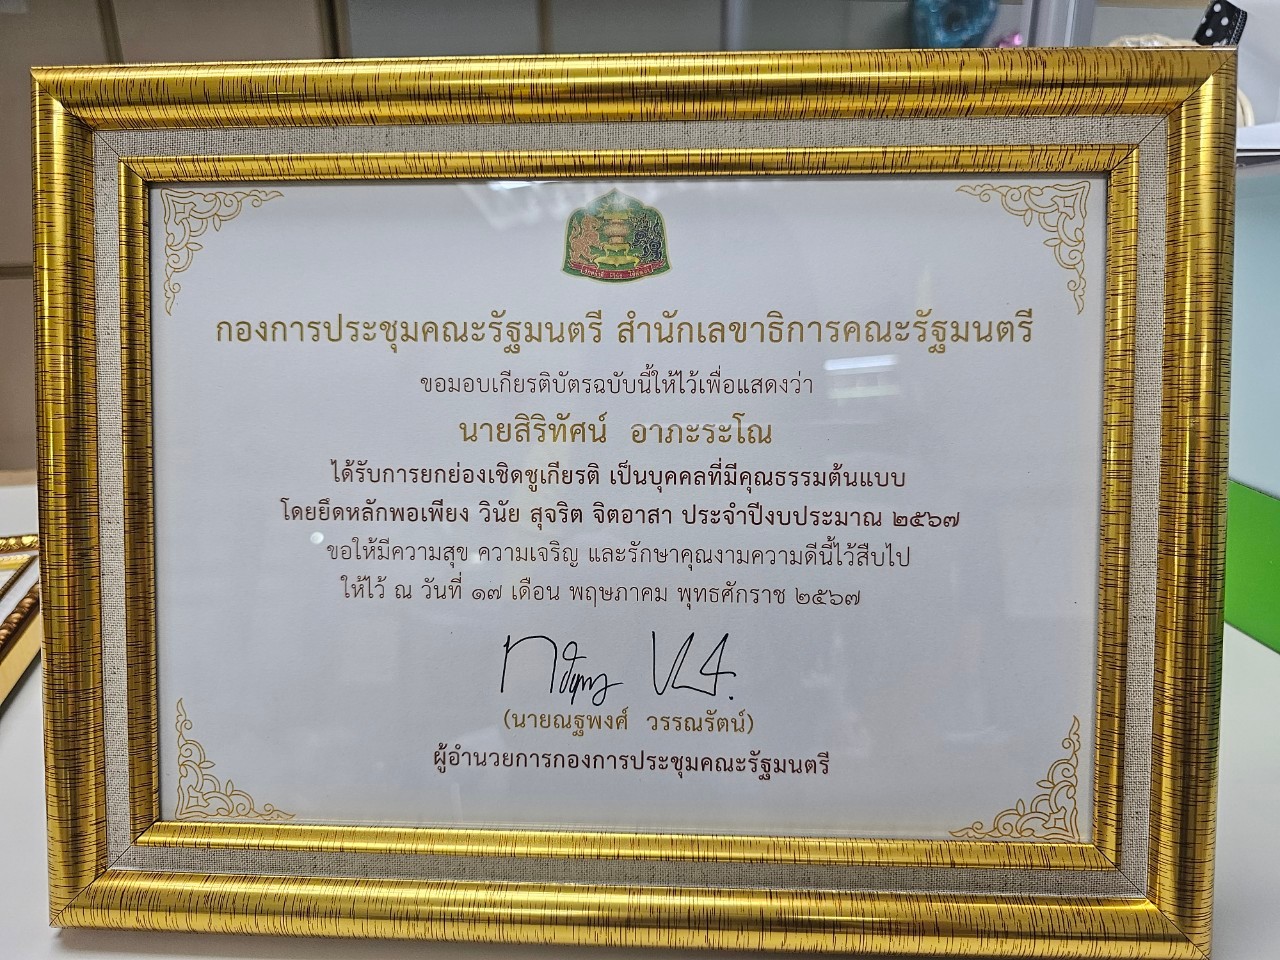 กองการประชุมคณะรัฐมนตรี สำนักเลขาธิการคณะรัฐมนตรี
ขอมอบเกียรติบัตรฉบับนี้ให้ไว้เพื่อแสดงว่า
นายสิริทัศน์ อาภะระโณ
ได้รับการยกย่องเชิดชูเกียรติ เป็นบุคคลที่มีคุณธรรมต้นแบบ
โดยยึดหลักพอเพียง วินัย สุจริต จิตอาสา ประจำปีงบประมาณ ๒๕๖๗
ขอให้มีความสุข ความเจริญ และรักษาคุณงามความดีนี้ไว้สืบไป
ให้ไว้ ณ วันที่ ๑๗ เดือน พฤษภาคม พุทธศักราช ๒๕๖๗
(นายณฐพงศ์ วรรณรัตน์)
ผู้อำนวยการกองการประชุมคณะรัฐมนตรี